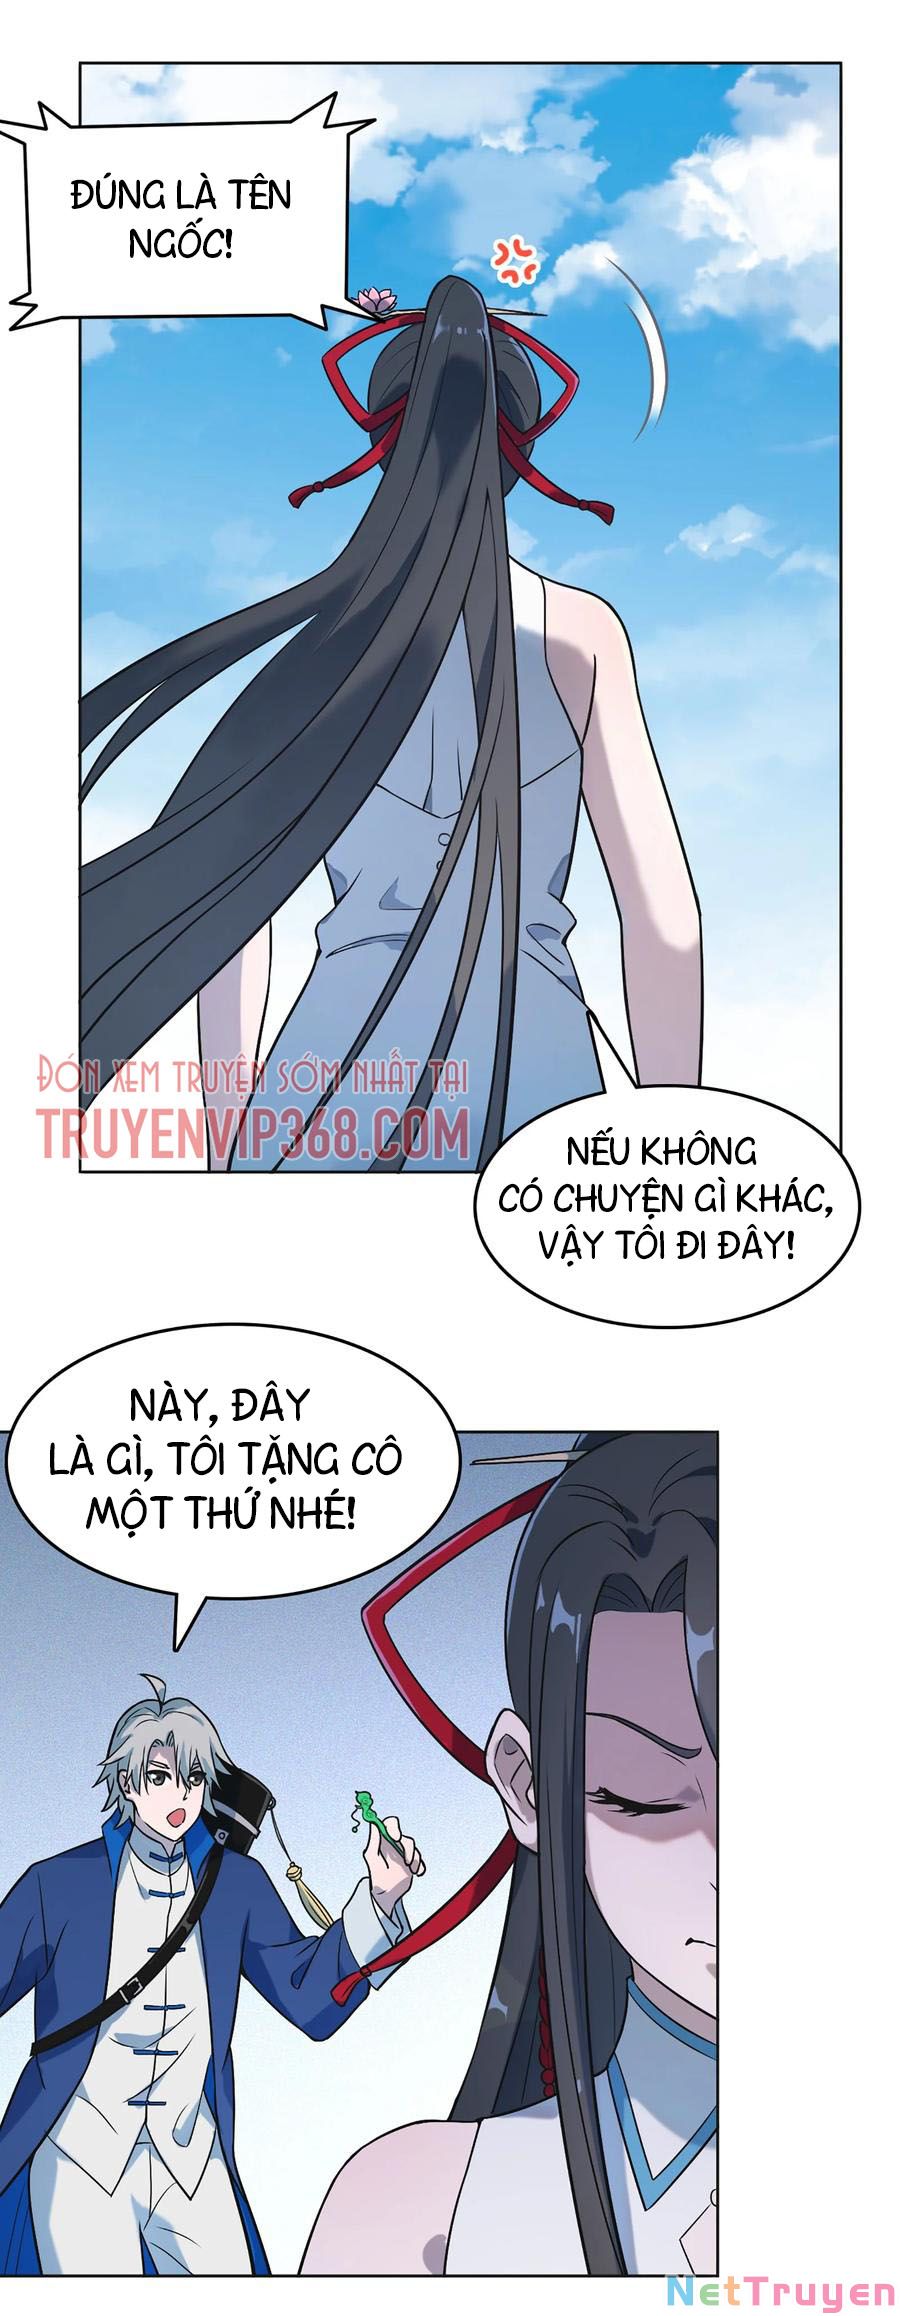 ĐÚNG LÀ TÊN
NGỐC!
ĐÓN XEM TRUYỆN SỚM NHẤT TẠI
TRUYENVIP368.COM
NẾU KHÔNG
CÓ CHUYỆN GÌ KHÁC,
VẬY TÔI ĐI ĐÂY!
NÀY, ĐÂY
LÀ GÌ, TÔI TẶNG CÔ
MỘT THỨ NHÉ!
NetTruyen